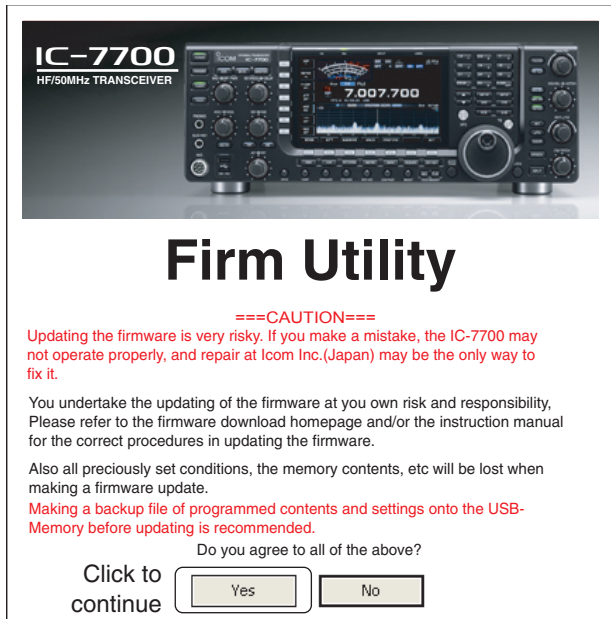 IC-7700
HF/50MHz TRANSCEIVER
ICOM
IC-7700
7.007.700
Firm Utility
===CAUTION===
Updating the firmware is very risky. If you make a mistake, the IC-7700 may
not operate properly, and repair at Icom Inc.(Japan) may be the only way to
fix it.
You undertake the updating of the firmware at you own risk and responsibility,
Please refer to the firmware download homepage and/or the instruction manual
for the correct procedures in updating the firmware.
Also all preciously set conditions, the memory contents, etc will be lost when
making a firmware update.
Making a backup file of programmed contents and settings onto the USB-
Memory before updating is recommended.
Do you agree to all of the above?
Click to
continue
Yes
No